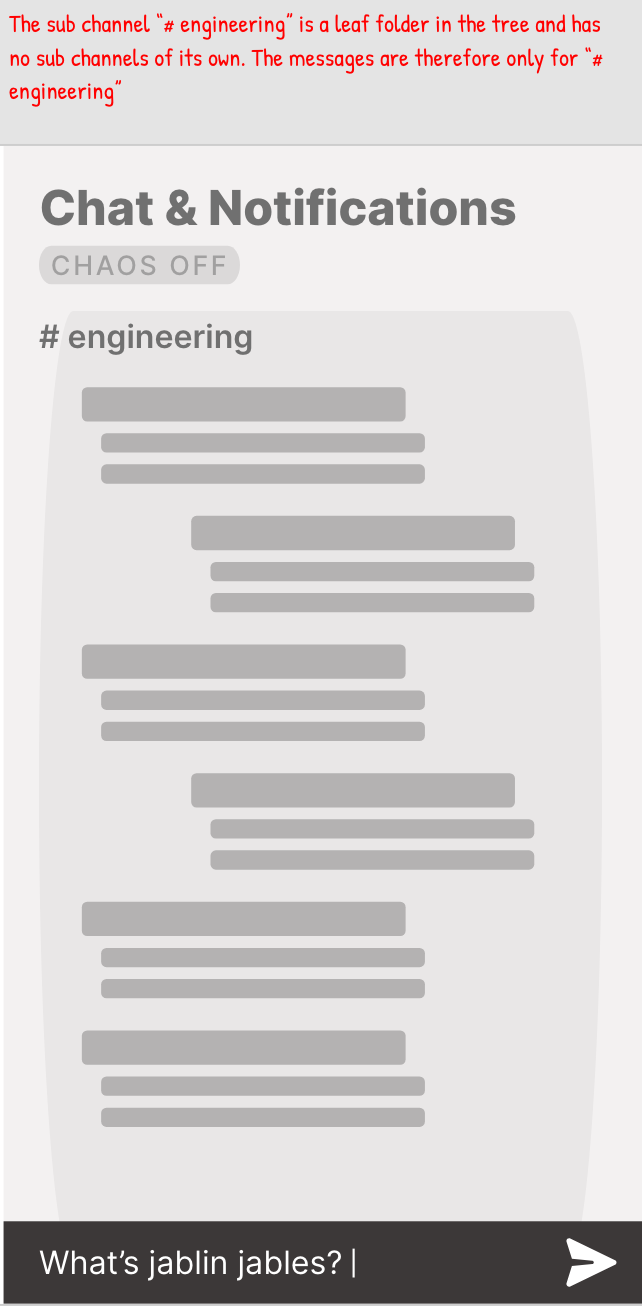 The sub channel “# engineering” is a leaf folder in the tree and has
no sub channels of its own. The messages are therefore only for “#
engineering”
Chat & Notifications
CHAOS OFF
# engineering
What’s jablin jables?